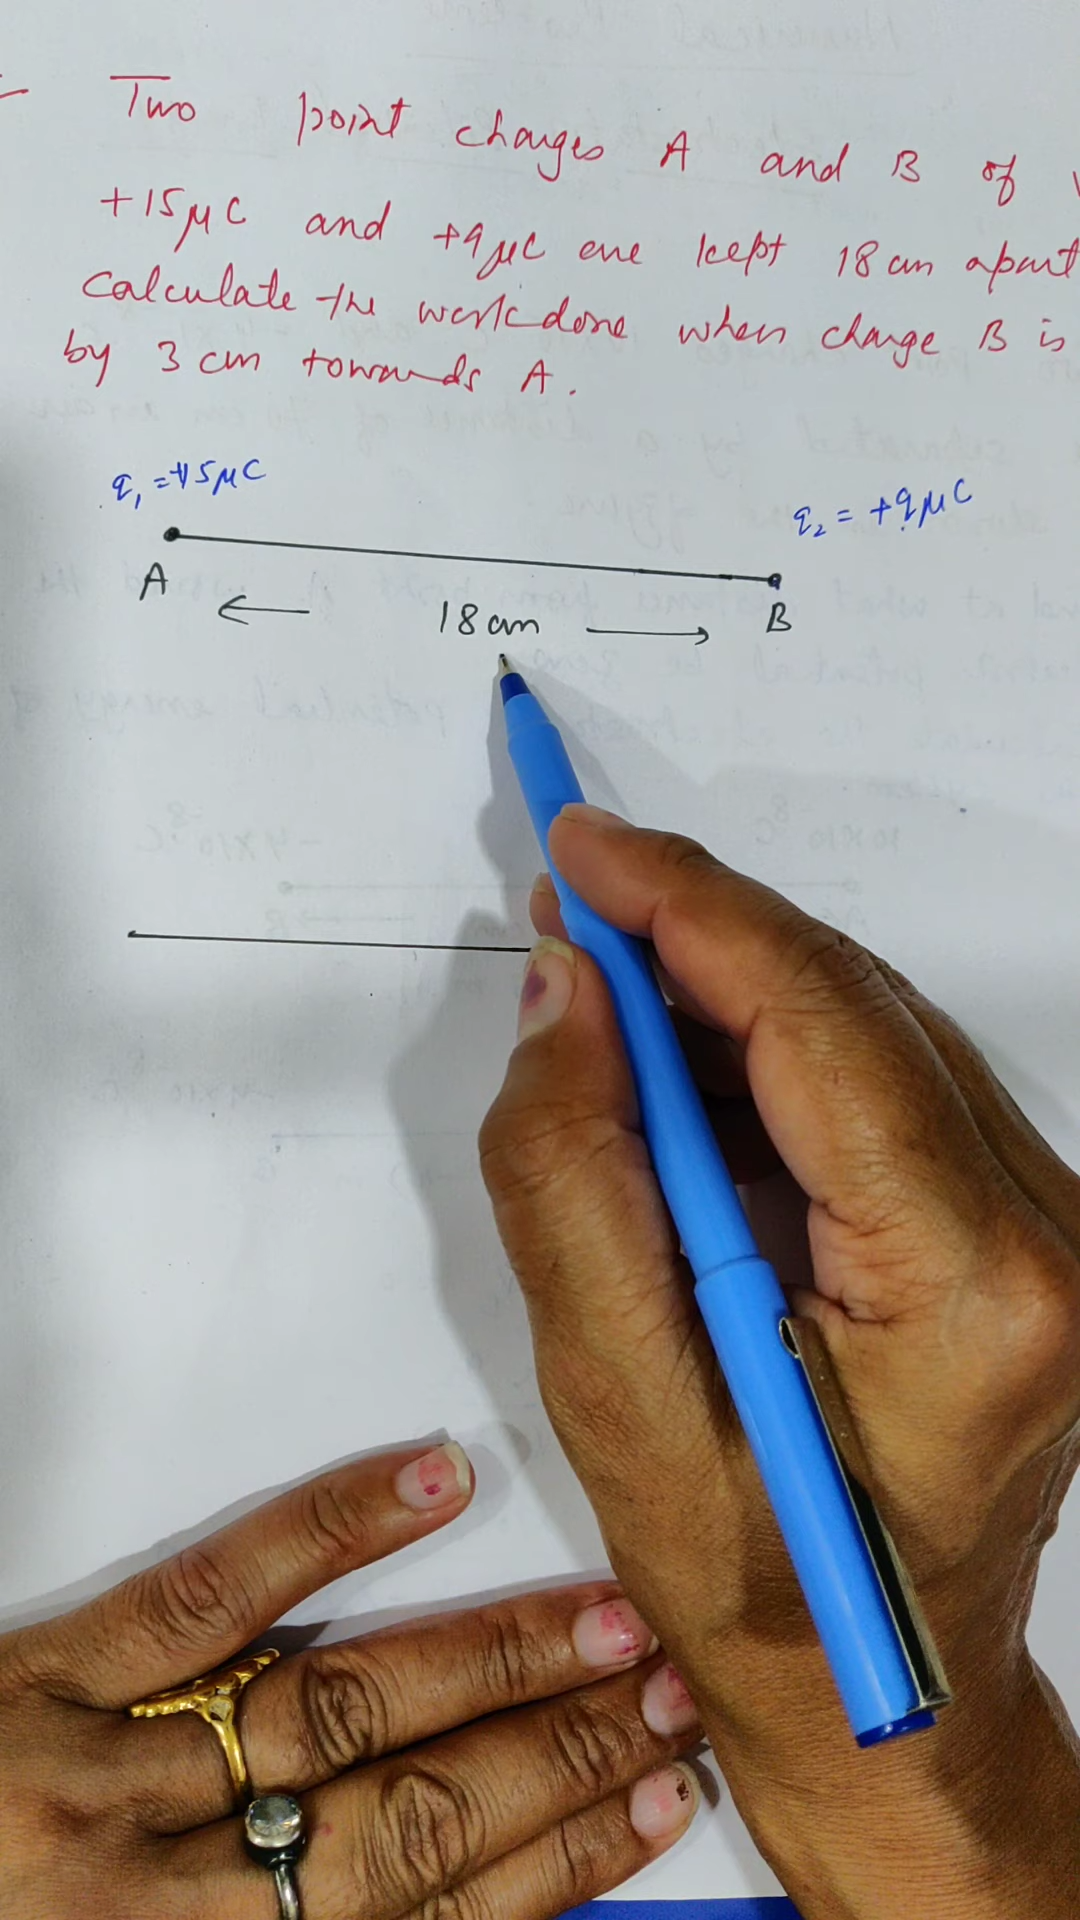 Two point charges A and B of
+15μC and +9μC are kept 18 cm apart
Calculate the work done when charge B is
by 3 cm towards A.
q₁ = +15μC
q₂ = +9μC
A
18 cm
B